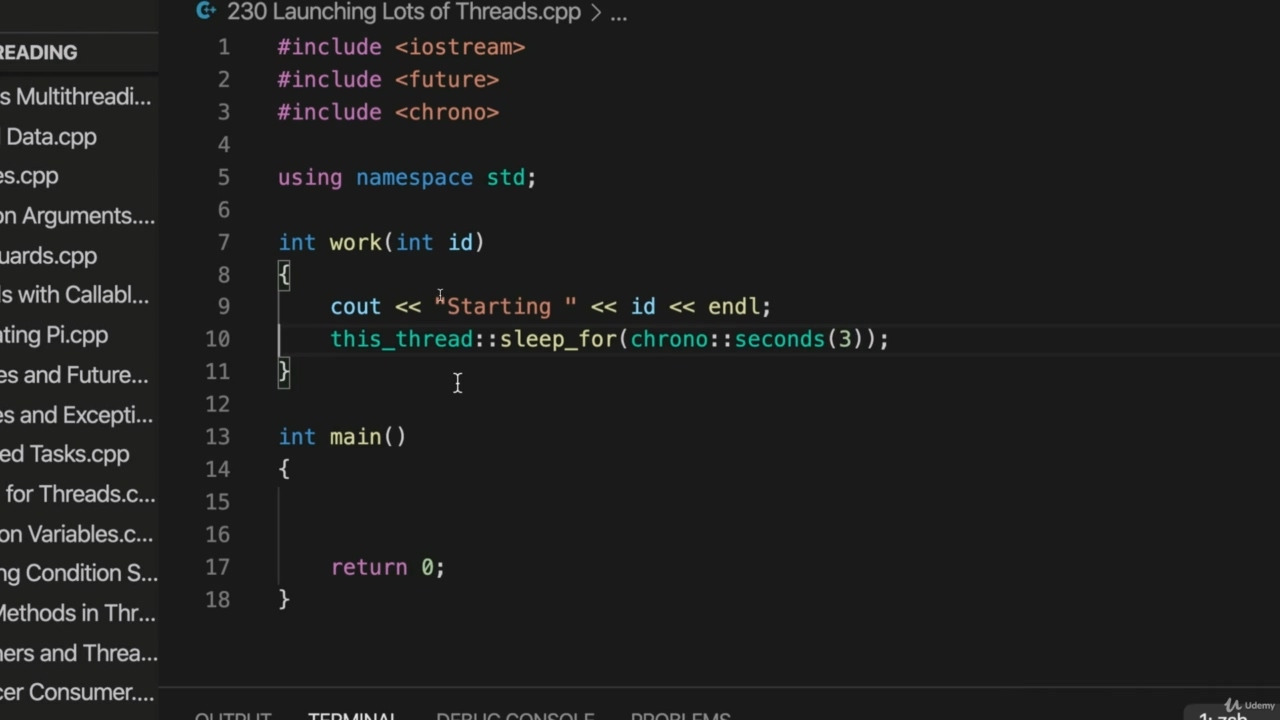 230 Launching Lots of Threads.cpp > ...
READING
s Multithreadi...
l Data.cpp
es.cpp
on Arguments....
uards.cpp
ls with Callabl...
ating Pi.cpp
es and Future...
es and Excepti...
ed Tasks.cpp
for Threads.c...
on Variables.c...
ng Condition S...
Methods in Thr...
ners and Threa...
cer Consumer....
1 #include <iostream>
2 #include <future>
3 #include <chrono>
4
5 using namespace std;
6
7 int work(int id)
8 {
9 cout << "Starting " << id << endl;
10 this_thread::sleep_for(chrono::seconds(3));
11 }
12
13 int main()
14 {
15
16
17 return 0;
18 }
OUTPUT TERMINAL DEBUG CONSOLE PROBLEMS
1: zsh
Udemy